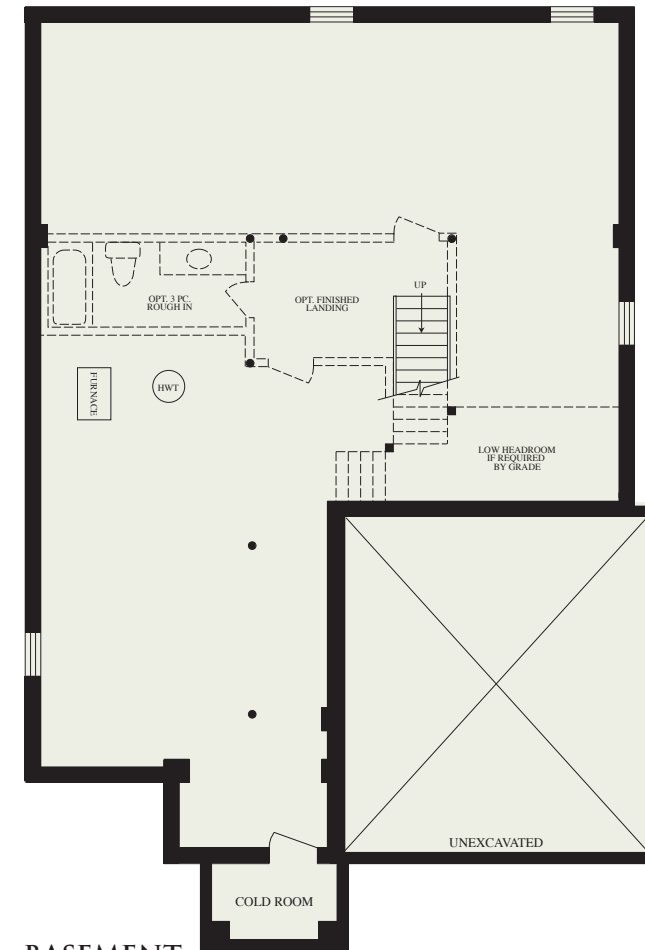 UP
OPT. 3 PC.
ROUGH IN
OPT. FINISHED
LANDING
FURNACE
HWT
LOW HEADROOM
IF REQUIRED
BY GRADE
UNEXCAVATED
COLD ROOM
BASEMENT